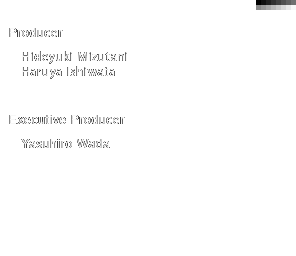 Producer
Hideyuki Mizutani
Haruya Ishiwata
Executive Producer
Yasuhiro Wada